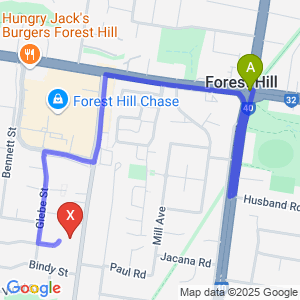 Hungry Jack's
Burgers Forest Hill
A
Forest Hill
40
32
Forest Hill Chase
Bennett St
Glebe St
X
Mill Ave
Husband Rd
Jacana Rd
Paul Rd
Bindy St
Map data ©2025 Google